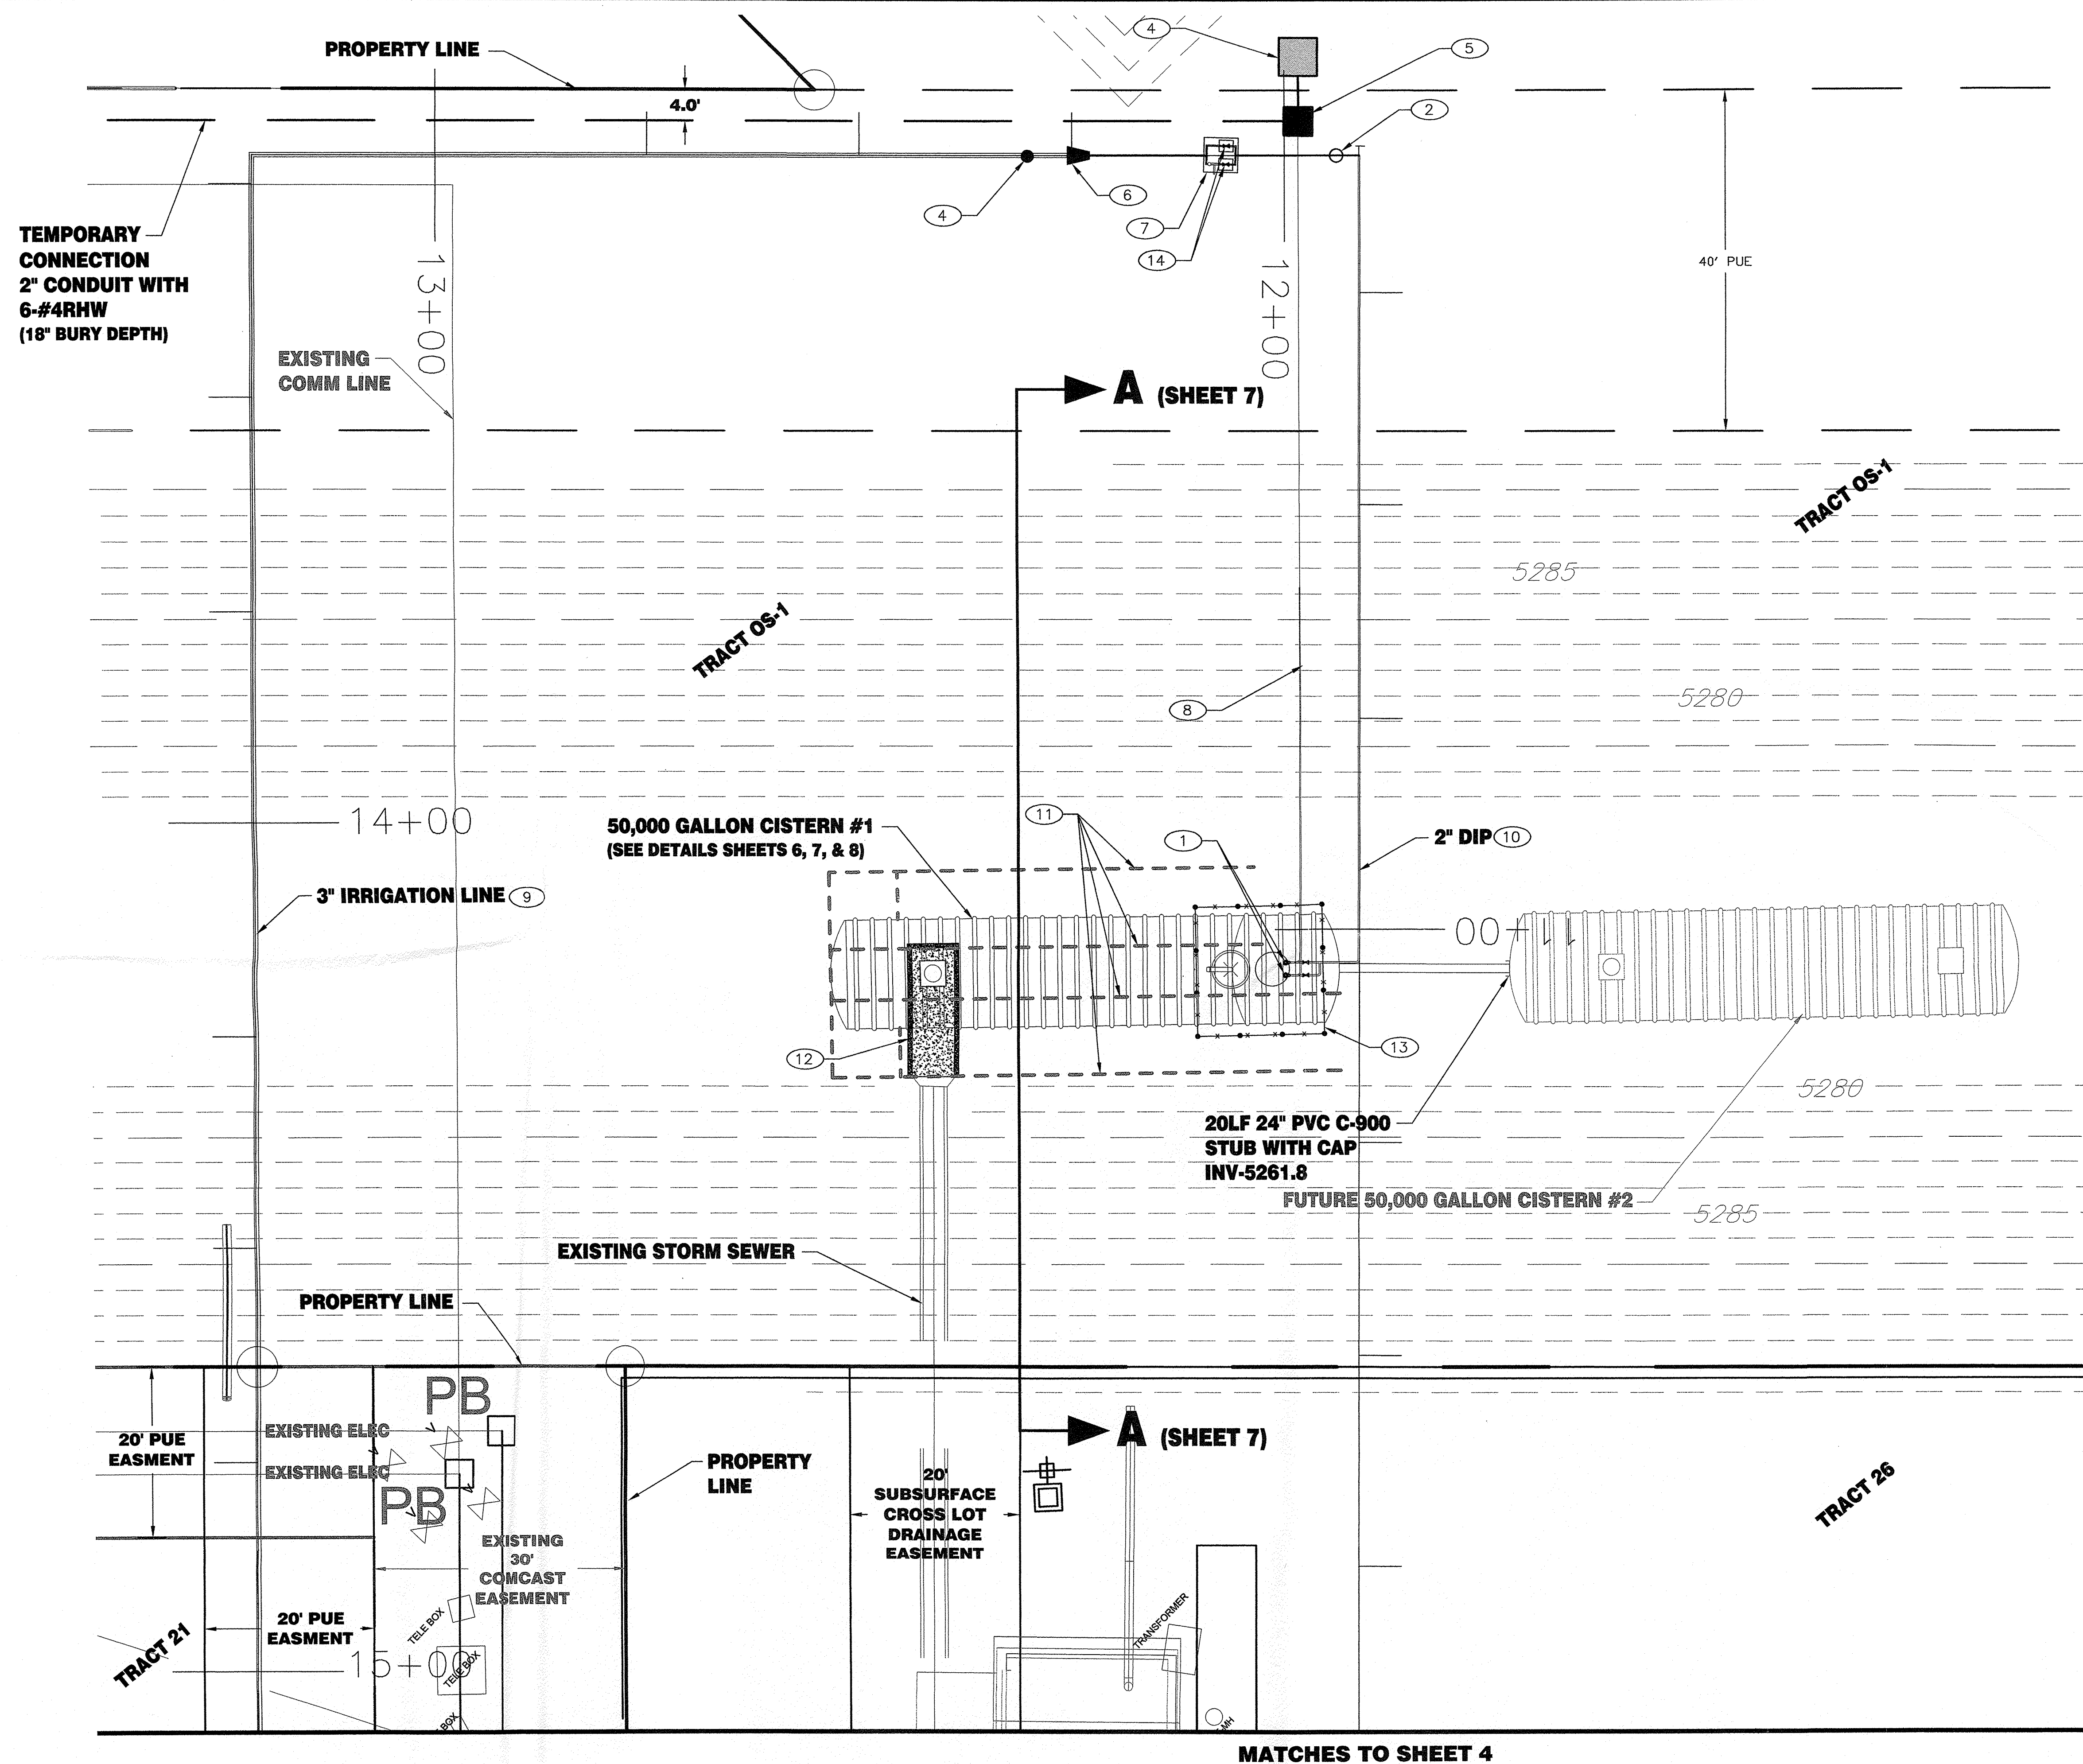 PROPERTY LINE
4
5
4.0'
2
6
4
7
14
TEMPORARY
CONNECTION
2" CONDUIT WITH
6-#4RHW
(18" BURY DEPTH)
40' PUE
13+00
12+00
EXISTING
COMM LINE
A (SHEET 7)
TRACT OS-1
5285
TRACT OS-1
5280
8
14+00
50,000 GALLON CISTERN #1
(SEE DETAILS SHEETS 6, 7, & 8)
11
1
2" DIP 10
3" IRRIGATION LINE 9
11+00
12
13
5280
20LF 24" PVC C-900
STUB WITH CAP
INV-5261.8
FUTURE 50,000 GALLON CISTERN #2
5285
EXISTING STORM SEWER
PROPERTY LINE
PB
EXISTING ELEC
20' PUE
EASMENT
EXISTING ELEC
PB
A (SHEET 7)
PROPERTY
LINE
20'
SUBSURFACE
CROSS LOT
DRAINAGE
EASEMENT
TRACT 26
EXISTING
30'
COMCAST
EASEMENT
20' PUE
EASMENT
TELE BOX
TRANSFORMER
TRACT 21
15+00
TELE BOX
MATCHES TO SHEET 4